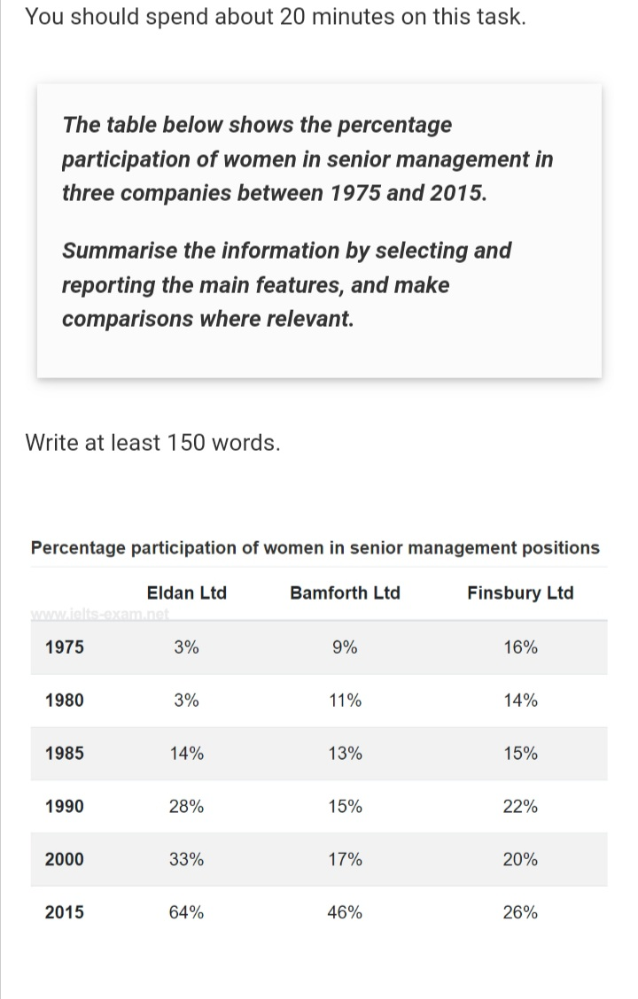 You should spend about 20 minutes on this task.
The table below shows the percentage
participation of women in senior management in
three companies between 1975 and 2015.
Summarise the information by selecting and
reporting the main features, and make
comparisons where relevant.
Write at least 150 words.
Percentage participation of women in senior management positions
Eldan Ltd Bamforth Ltd Finsbury Ltd
www.ielts-exam.net
1975 3% 9% 16%
1980 3% 11% 14%
1985 14% 13% 15%
1990 28% 15% 22%
2000 33% 17% 20%
2015 64% 46% 26%